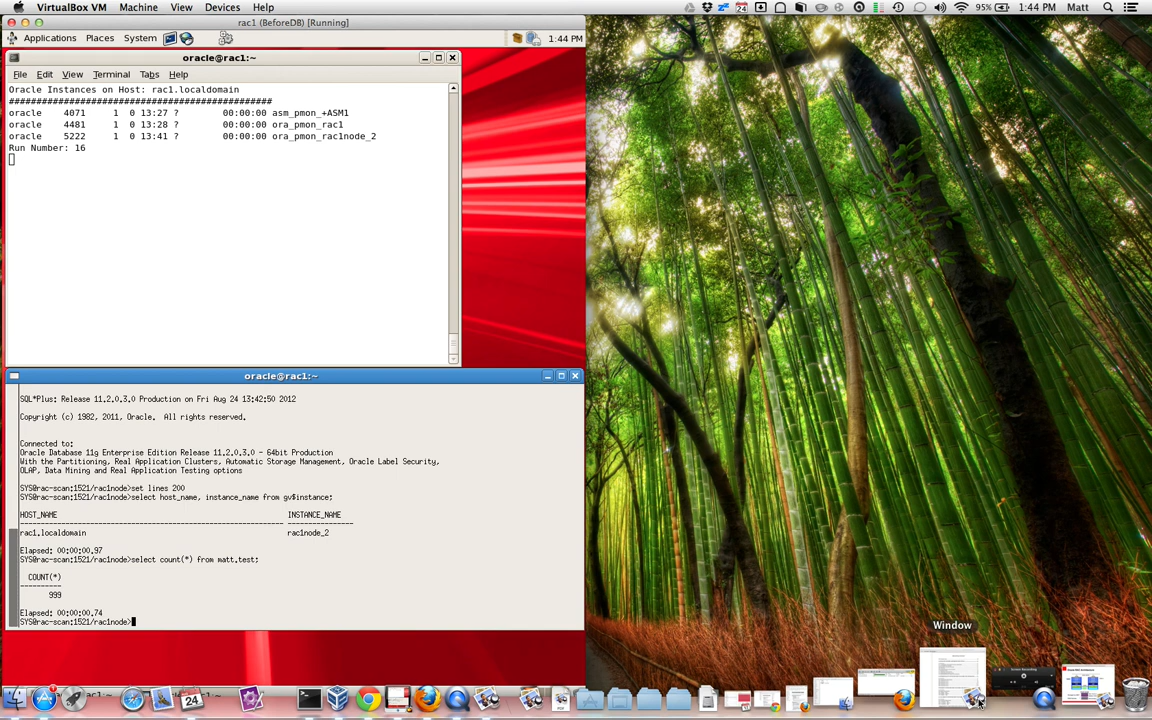 VirtualBox VM Machine View Devices Help
24 95% 1:44 PM Matt
rac1 (BeforeDB) [Running]
Applications Places System 1:44 PM
oracle@rac1:~
File Edit View Terminal Tabs Help
Oracle Instances on Host: rac1.localdomain
##################################################
oracle 4071 1 0 13:27 ? 00:00:00 asm_pmon_+ASM1
oracle 4481 1 0 13:28 ? 00:00:00 ora_pmon_rac1
oracle 5222 1 0 13:41 ? 00:00:00 ora_pmon_rac1node_2
Run Number: 16
oracle@rac1:~
SQL*Plus: Release 11.2.0.3.0 Production on Fri Aug 24 13:42:50 2012
Copyright (c) 1982, 2011, Oracle. All rights reserved.
Connected to:
Oracle Database 11g Enterprise Edition Release 11.2.0.3.0 - 64bit Production
With the Partitioning, Real Application Clusters, Automatic Storage Management, Oracle Label Security,
OLAP, Data Mining and Real Application Testing options
SYS@rac-scan:1521/rac1node>set lines 200
SYS@rac-scan:1521/rac1node>select host_name, instance_name from gv$instance;
HOST_NAME INSTANCE_NAME
rac1.localdomain rac1node_2
Elapsed: 00:00:00.97
SYS@rac-scan:1521/rac1node>select count(*) from matt.test;
COUNT(*)
999
Elapsed: 00:00:00.74
SYS@rac-scan:1521/rac1node>
Window
24